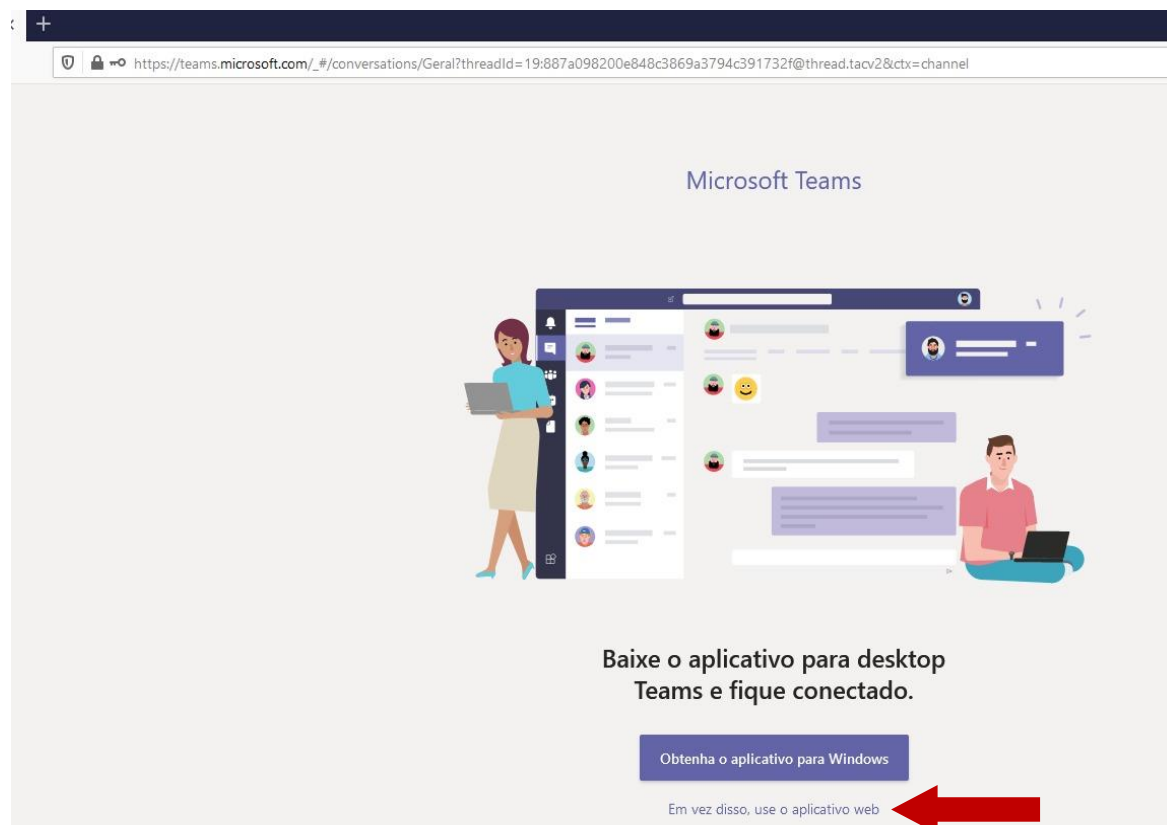 https://teams.microsoft.com/_#/conversations/Geral?threadId=19:887a098200e848c3869a3794c391732f@thread.tacv2&ctx=channel
Microsoft Teams
Baixe o aplicativo para desktop
Teams e fique conectado.
Obtenha o aplicativo para Windows
Em vez disso, use o aplicativo web